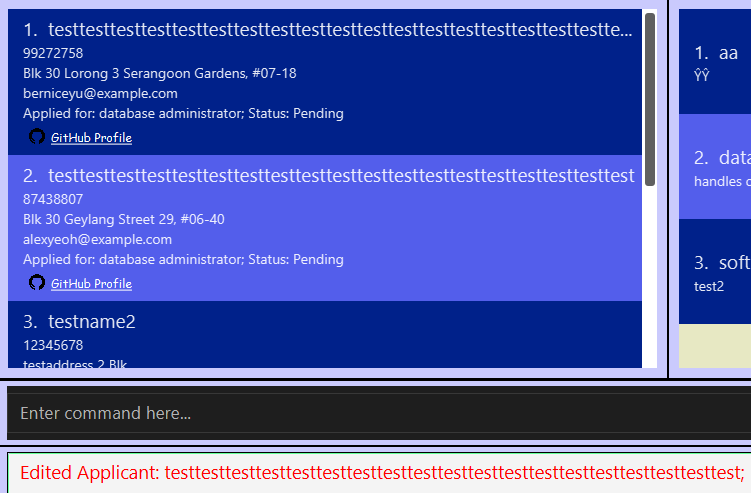 1. testtesttesttesttesttesttesttesttesttesttesttesttesttesttesttesttesttestte...
99272758
Blk 30 Lorong 3 Serangoon Gardens, #07-18
berniceyu@example.com
Applied for: database administrator; Status: Pending
GitHub Profile
2. testtesttesttesttesttesttesttesttesttesttesttesttesttesttesttesttesttesttest
87438807
Blk 30 Geylang Street 29, #06-40
alexyeoh@example.com
Applied for: database administrator; Status: Pending
GitHub Profile
3. testname2
12345678
testaddress 2 Blk
1. aa
ŶŶ
2. data
handles
3. soft
test2
Enter command here...
Edited Applicant: testtesttesttesttesttesttesttesttesttesttesttesttesttesttesttesttesttesttest;